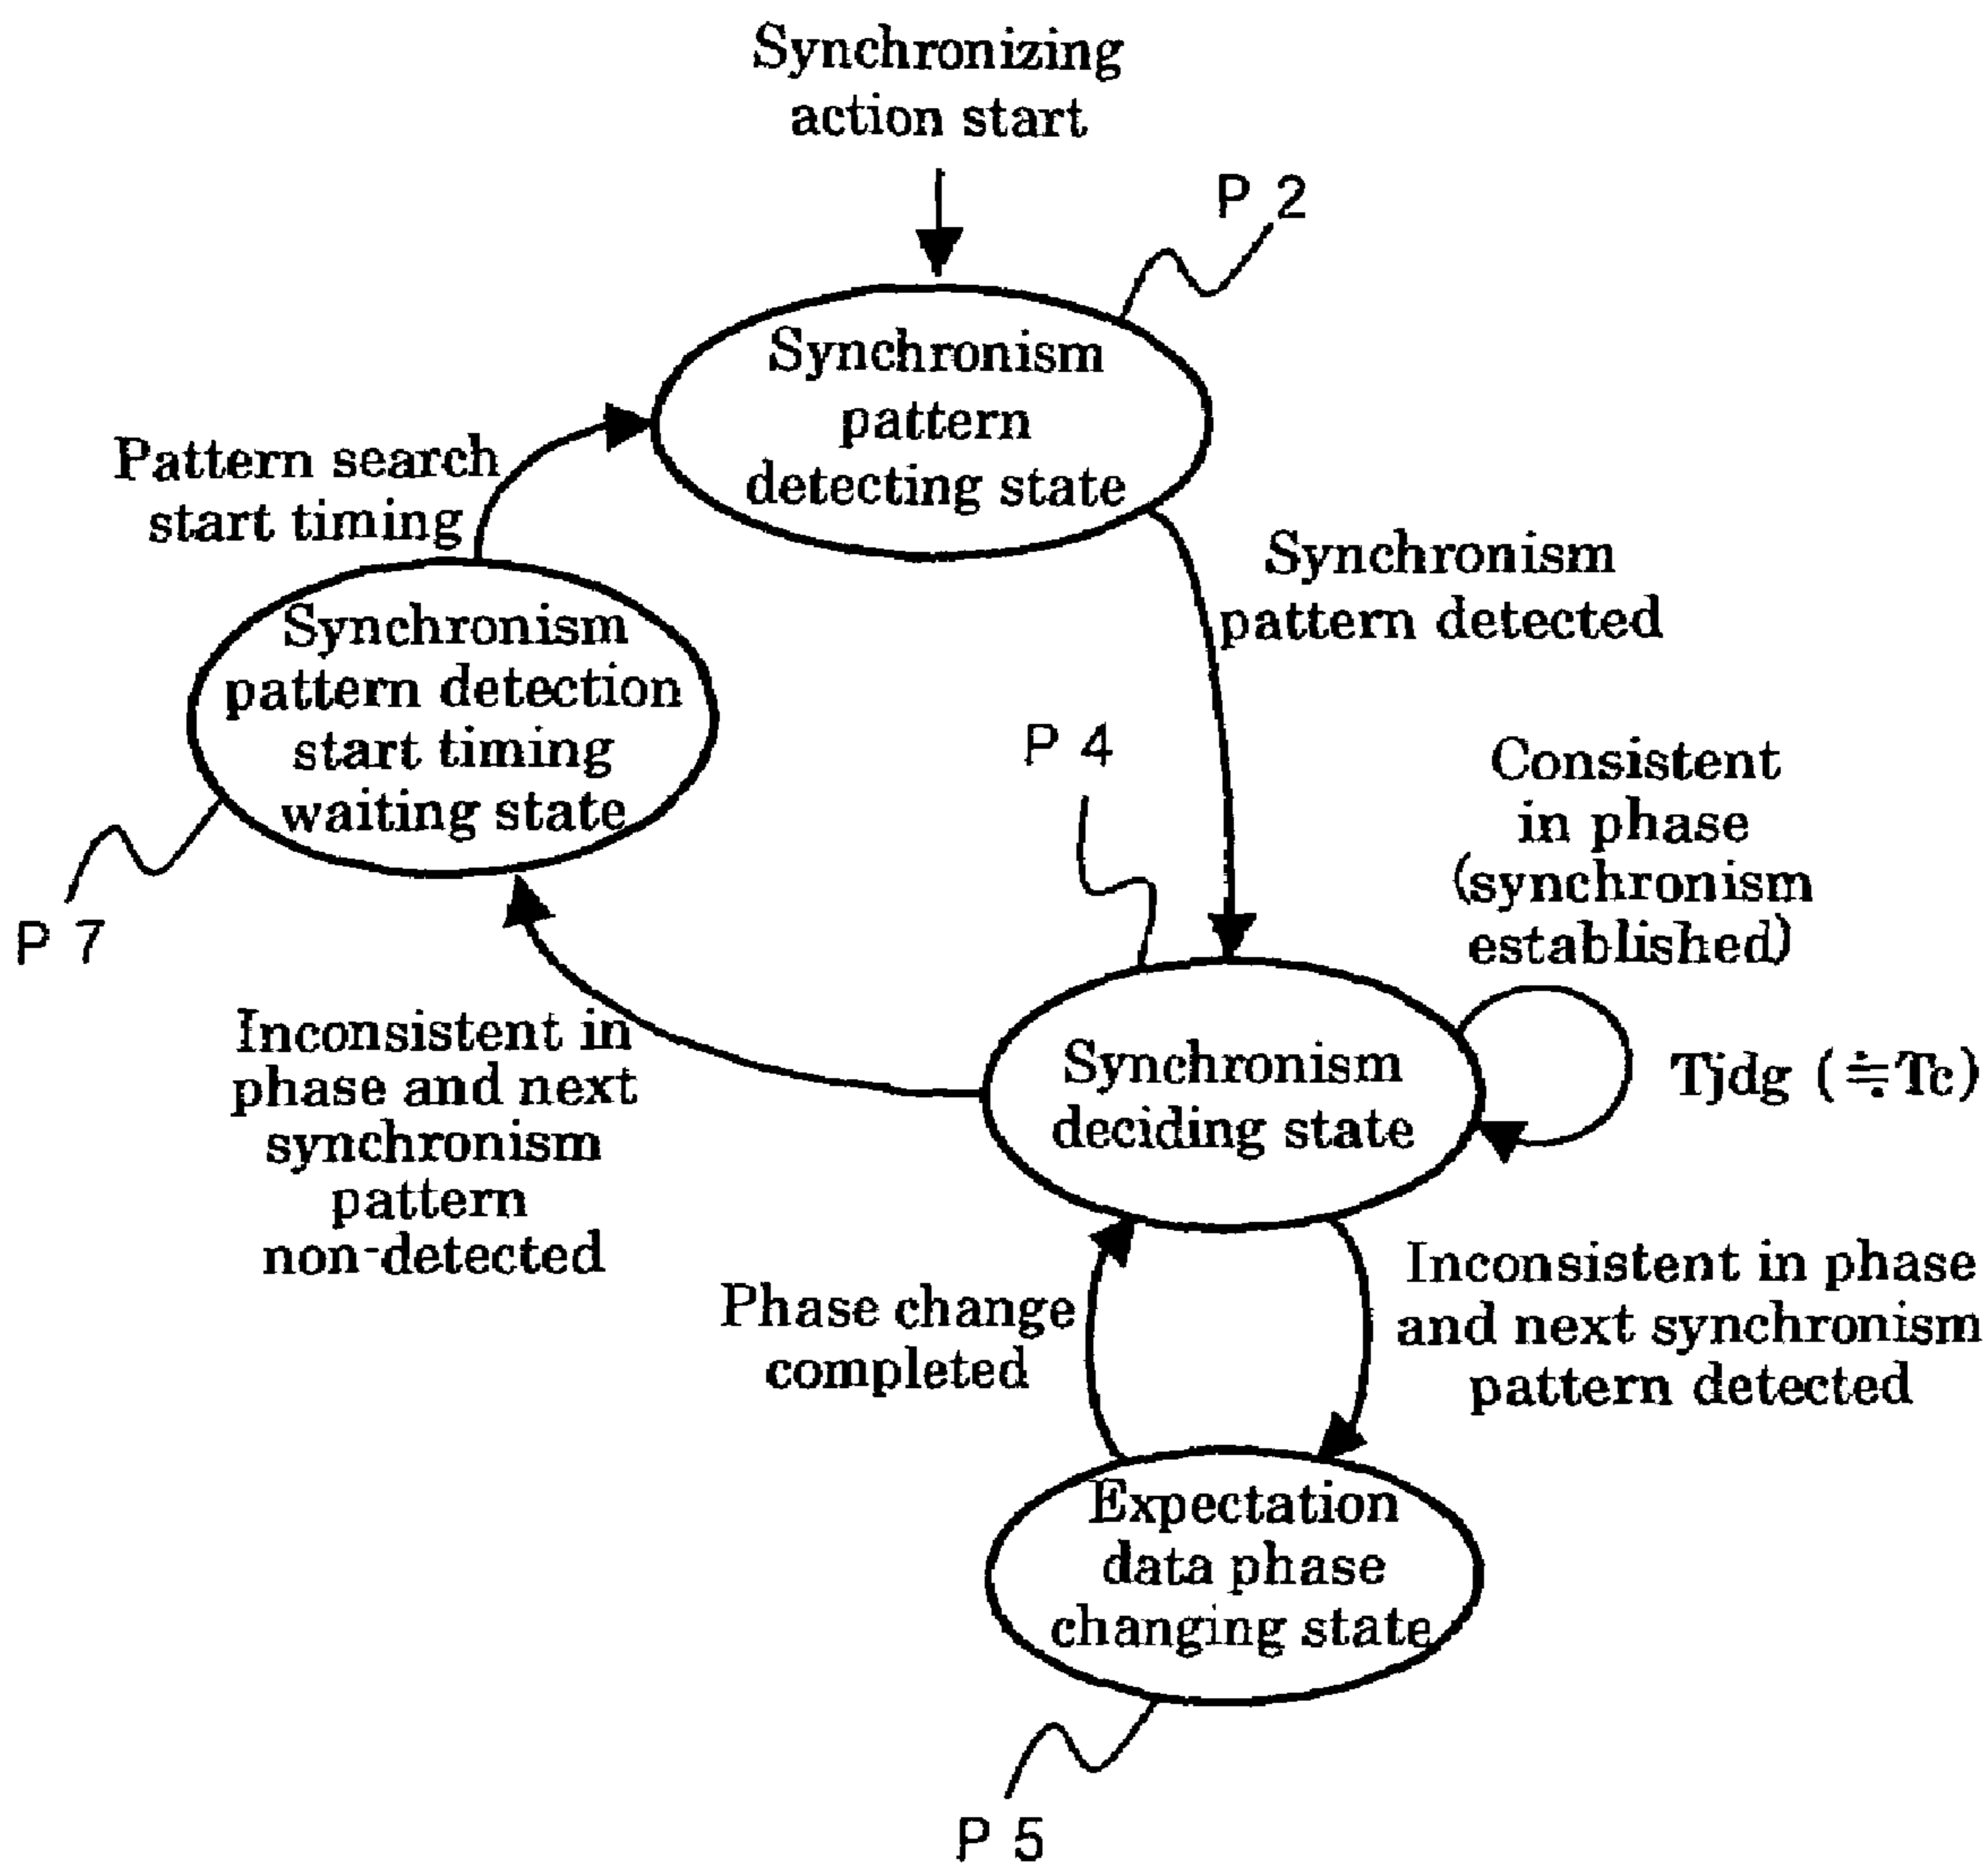 Synchronizing
action start
P 2
Synchronism
pattern
detecting state
Pattern search
start timing
Synchronism
pattern detected
Synchronism
pattern detection
start timing
waiting state
P 7
P 4
Consistent
in phase
(synchronism
established)
Synchronism
deciding state
Tjdg (≒Tc)
Inconsistent in
phase and next
synchronism
pattern
non-detected
Phase change
completed
Inconsistent in phase
and next synchronism
pattern detected
Expectation
data phase
changing state
P 5